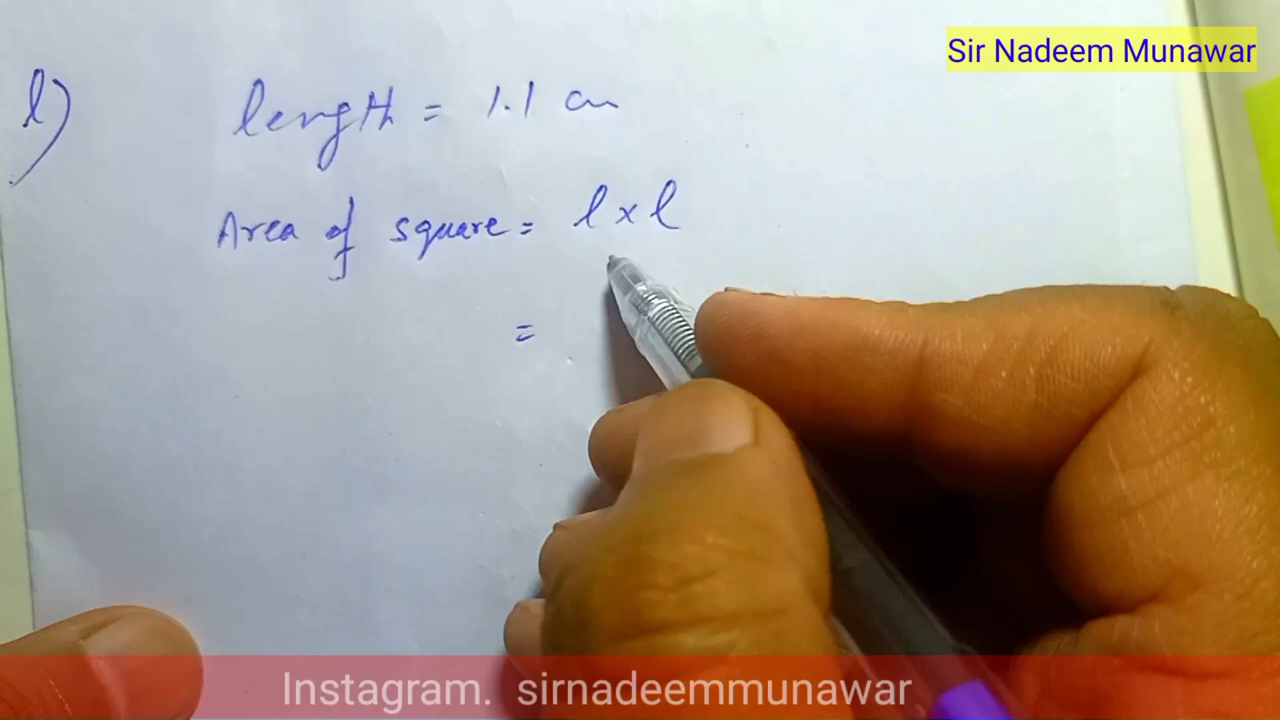 Sir Nadeem Munawar
l) length = 1.1 cm
Area of square = l × l
=
Instagram. sirnadeemmunawar